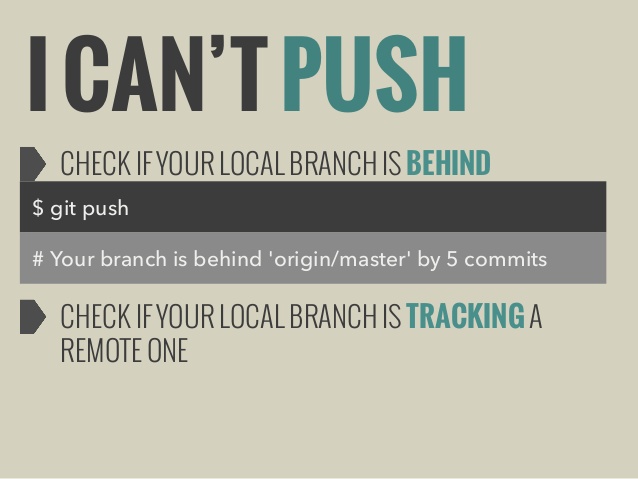 I CAN’T PUSH
CHECK IF YOUR LOCAL BRANCH IS BEHIND
$ git push
# Your branch is behind 'origin/master' by 5 commits
CHECK IF YOUR LOCAL BRANCH IS TRACKING A
REMOTE ONE